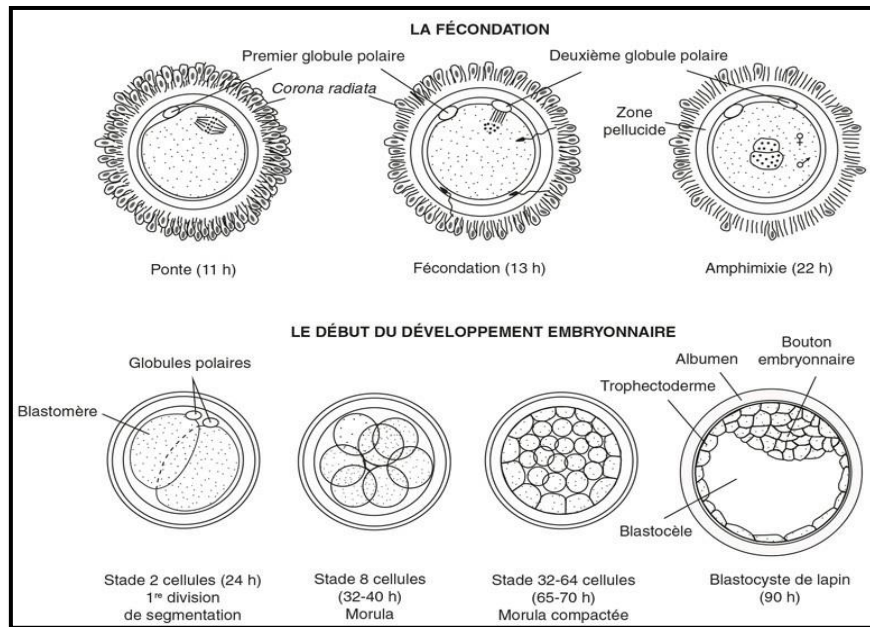 LA FÉCONDATION
Premier globule polaire
Deuxième globule polaire
Corona radiata
Zone
pellucide
♀
♂
Ponte (11 h)
Fécondation (13 h)
Amphimixie (22 h)
LE DÉBUT DU DÉVELOPPEMENT EMBRYONNAIRE
Globules polaires
Blastomère
Albumen
Bouton
embryonnaire
Trophectoderme
Blastocèle
Stade 2 cellules (24 h)
1re division
de segmentation
Stade 8 cellules
(32-40 h)
Morula
Stade 32-64 cellules
(65-70 h)
Morula compactée
Blastocyste de lapin
(90 h)